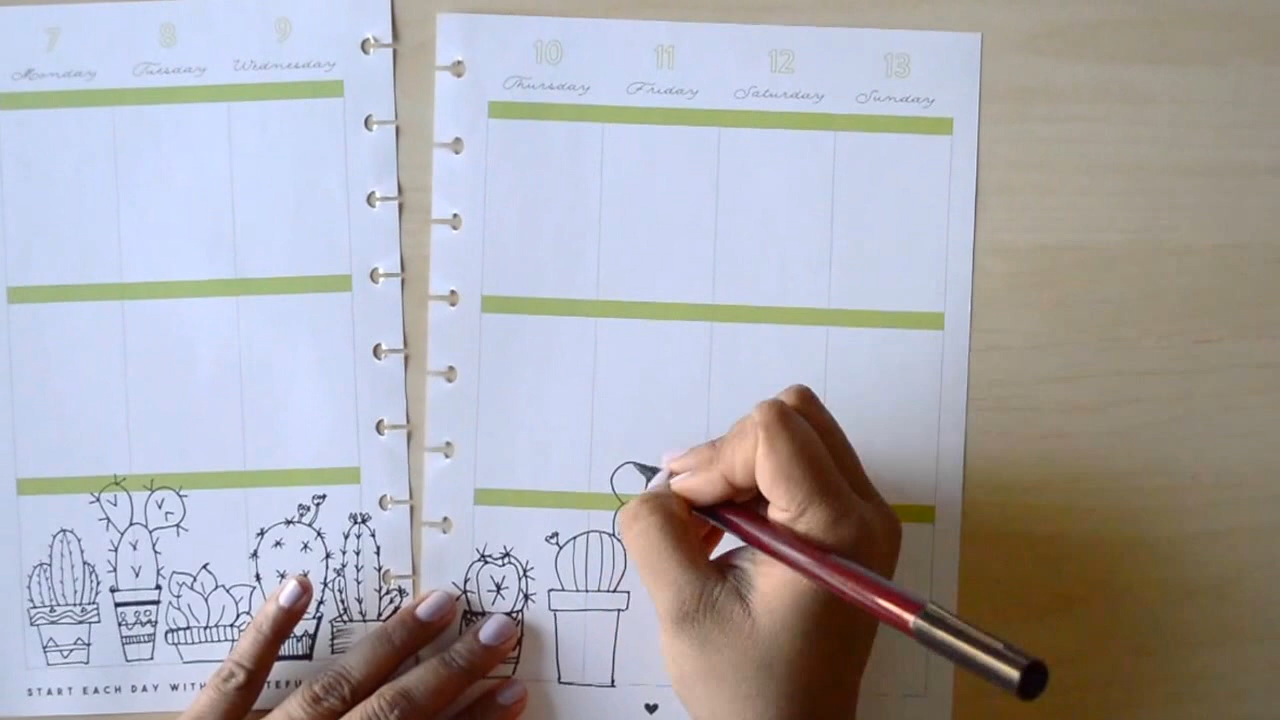 7 8 9
Monday Tuesday Wednesday
START EACH DAY WITH
10 11 12 13
Thursday Friday Saturday Sunday